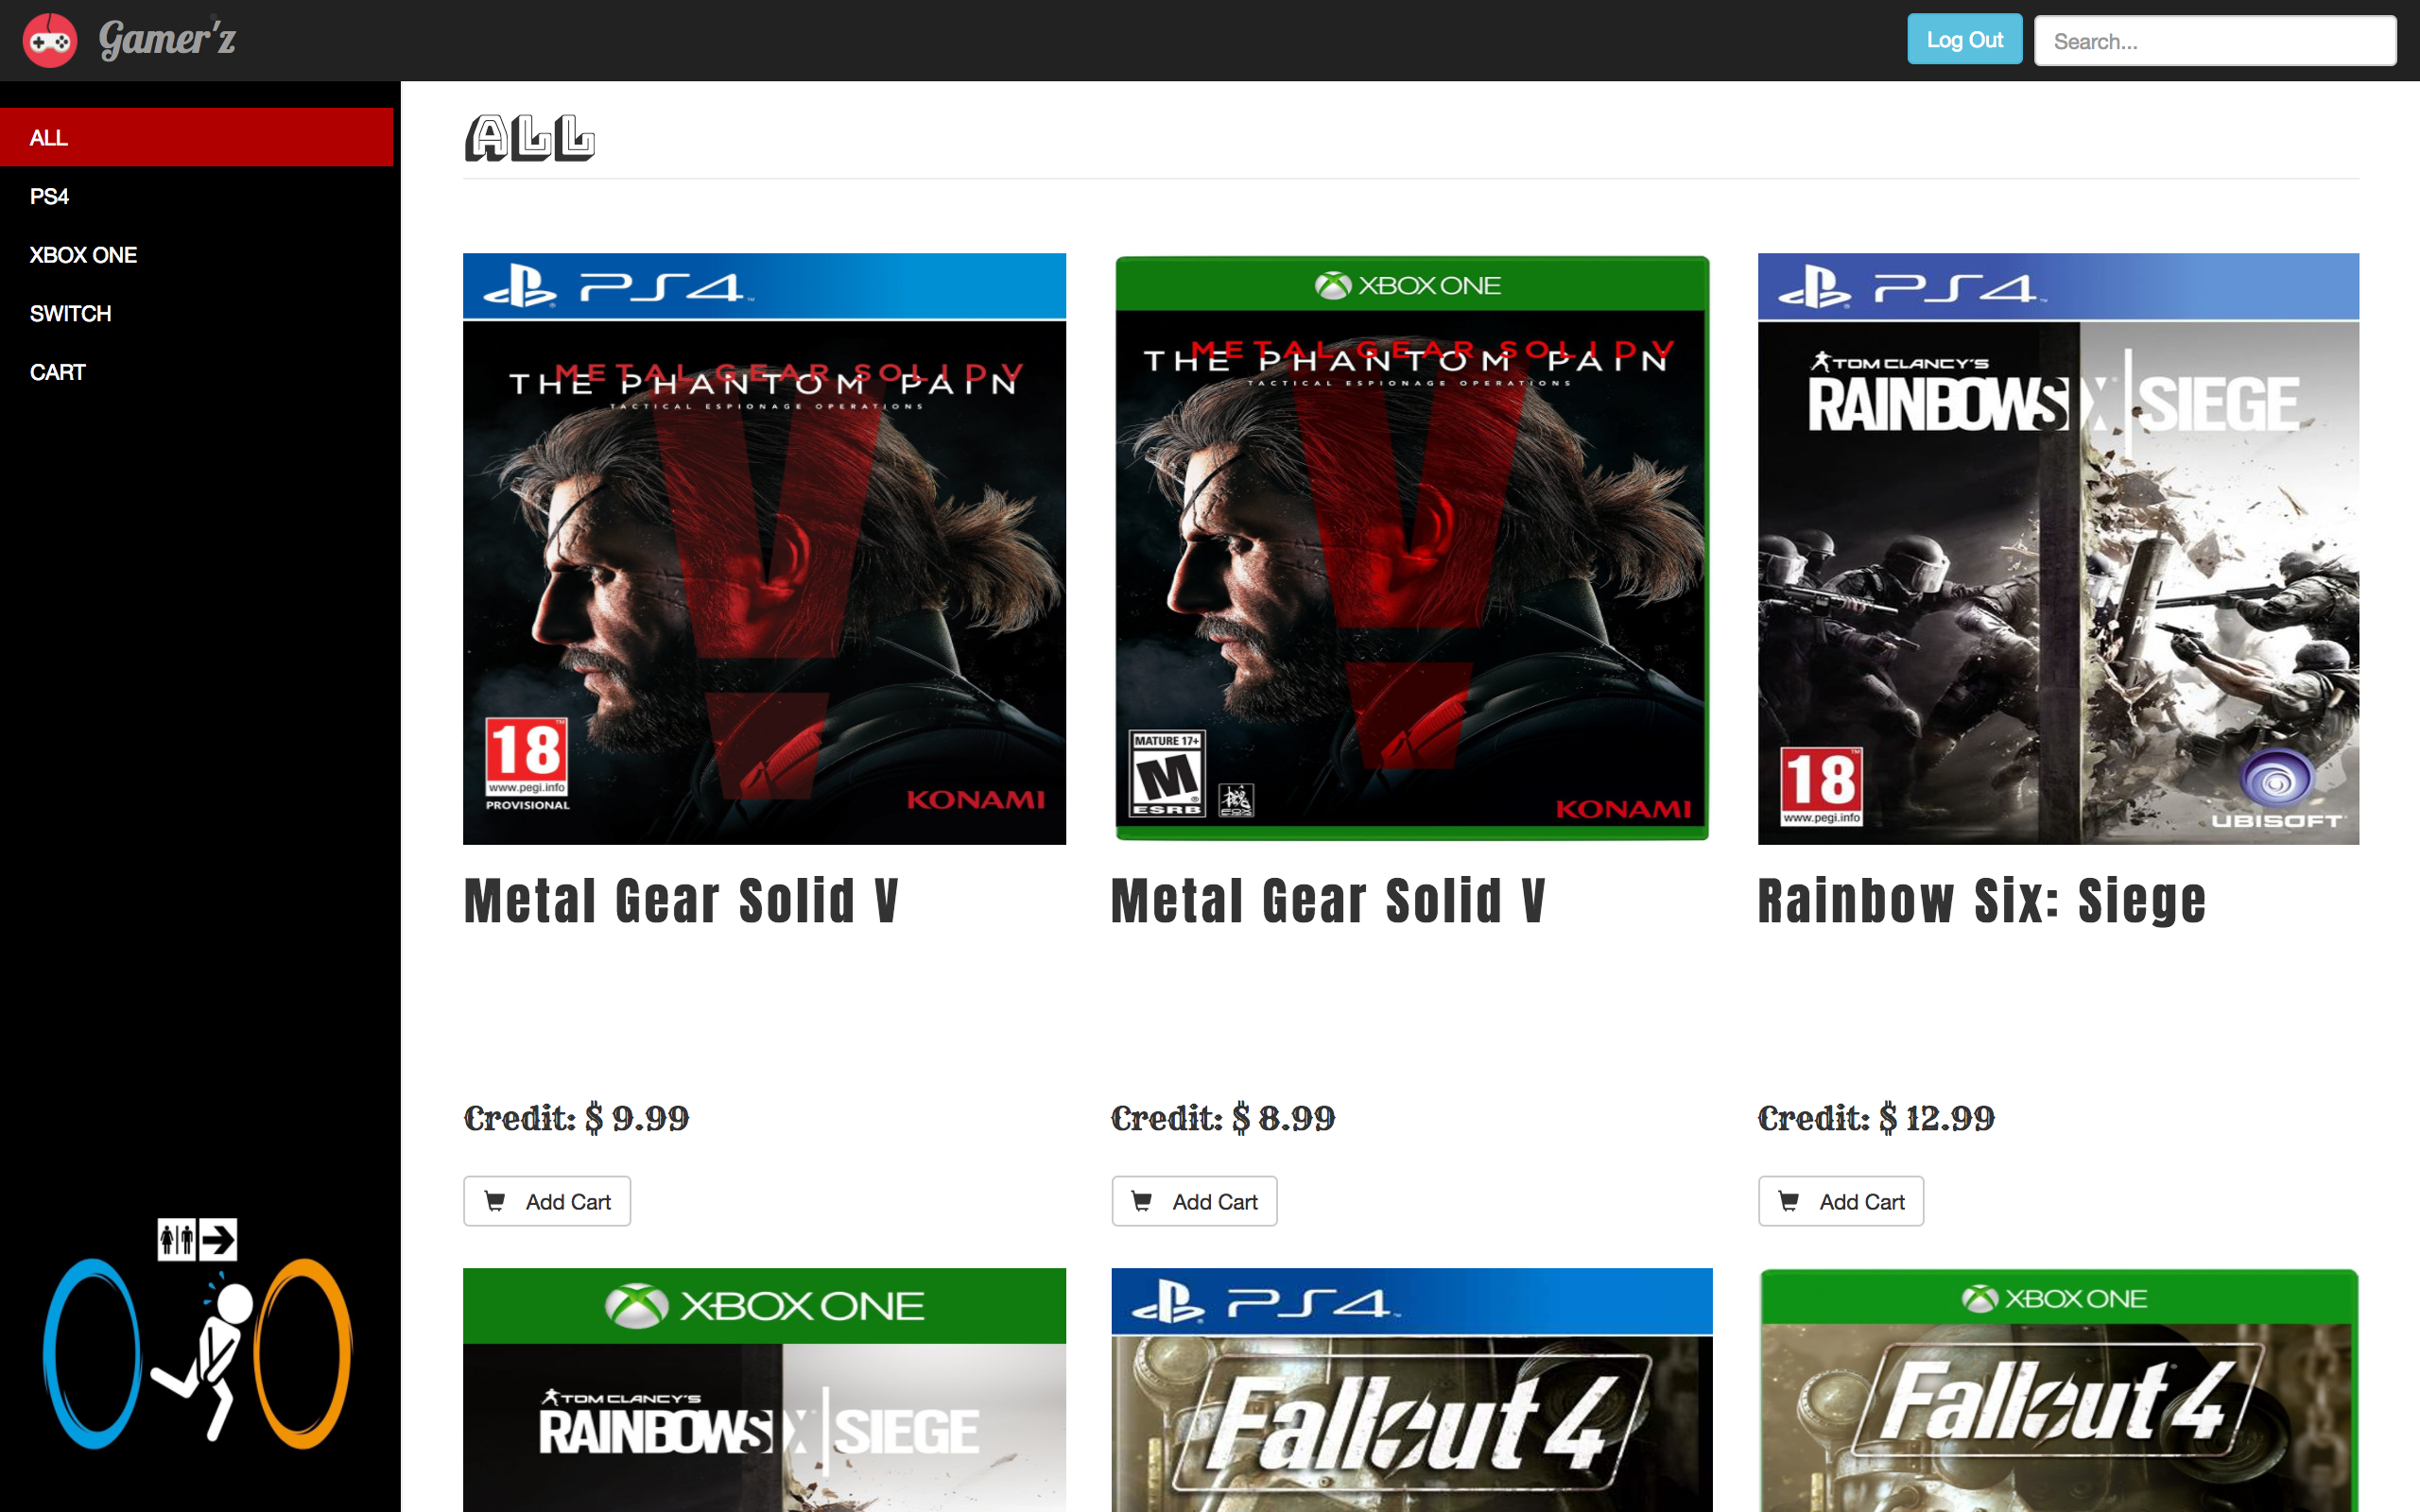 Gamer'z
Log Out
Search...
ALL
PS4
XBOX ONE
SWITCH
CART
ALL
PS4
METAL GEAR SOLID V
THE PHANTOM PAIN
TACTICAL ESPIONAGE OPERATIONS
18
www.pegi.info
PROVISIONAL
KONAMI
Metal Gear Solid V
Credit: $ 9.99
Add Cart
XBOX ONE
METAL GEAR SOLID V
THE PHANTOM PAIN
TACTICAL ESPIONAGE OPERATIONS
MATURE 17+
M
ESRB
KONAMI
Metal Gear Solid V
Credit: $ 8.99
Add Cart
PS4
TOM CLANCY'S
RAINBOW SIX | SIEGE
18
www.pegi.info
UBISOFT
Rainbow Six: Siege
Credit: $ 12.99
Add Cart
XBOX ONE
TOM CLANCY'S
RAINBOW SIX | SIEGE
PS4
Fallout 4
XBOX ONE
Fallout 4